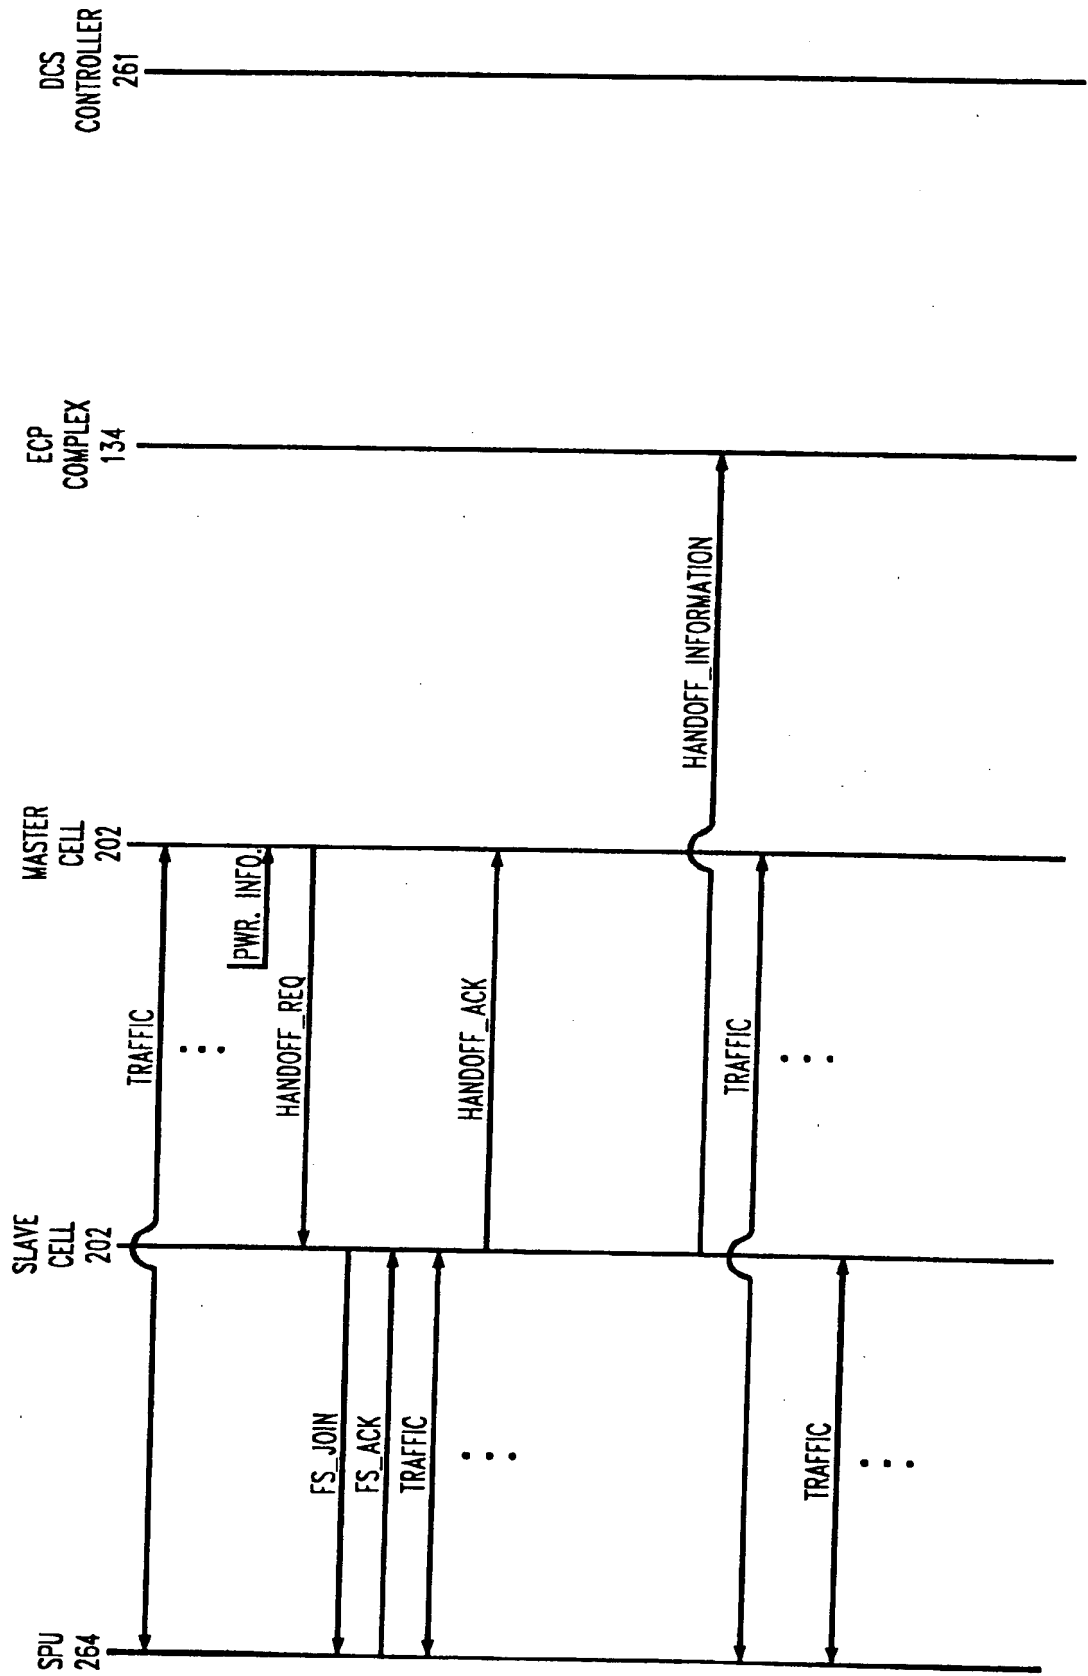 SPU
264
SLAVE
CELL
202
MASTER
CELL
202
ECP
COMPLEX
134
DCS
CONTROLLER
261
TRAFFIC
PWR. INFO.
HANDOFF_REQ
FS_JOIN
FS_ACK
TRAFFIC
HANDOFF_ACK
HANDOFF_INFORMATION
TRAFFIC
TRAFFIC